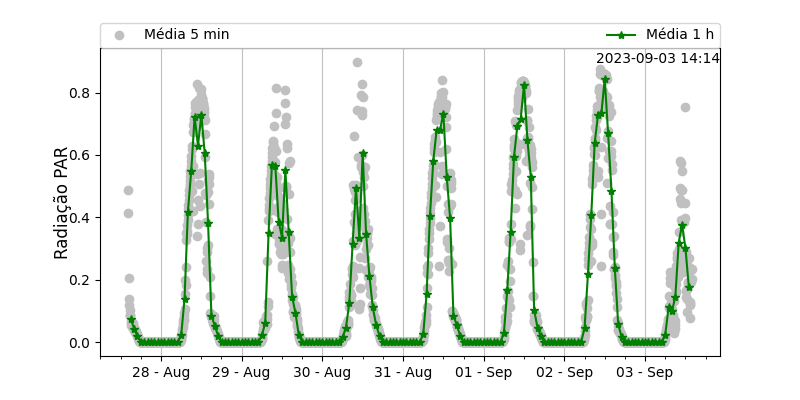 Média 5 min
Média 1 h
2023-09-03 14:14
Radiação PAR
0.8
0.6
0.4
0.2
0.0
28 - Aug
29 - Aug
30 - Aug
31 - Aug
01 - Sep
02 - Sep
03 - Sep